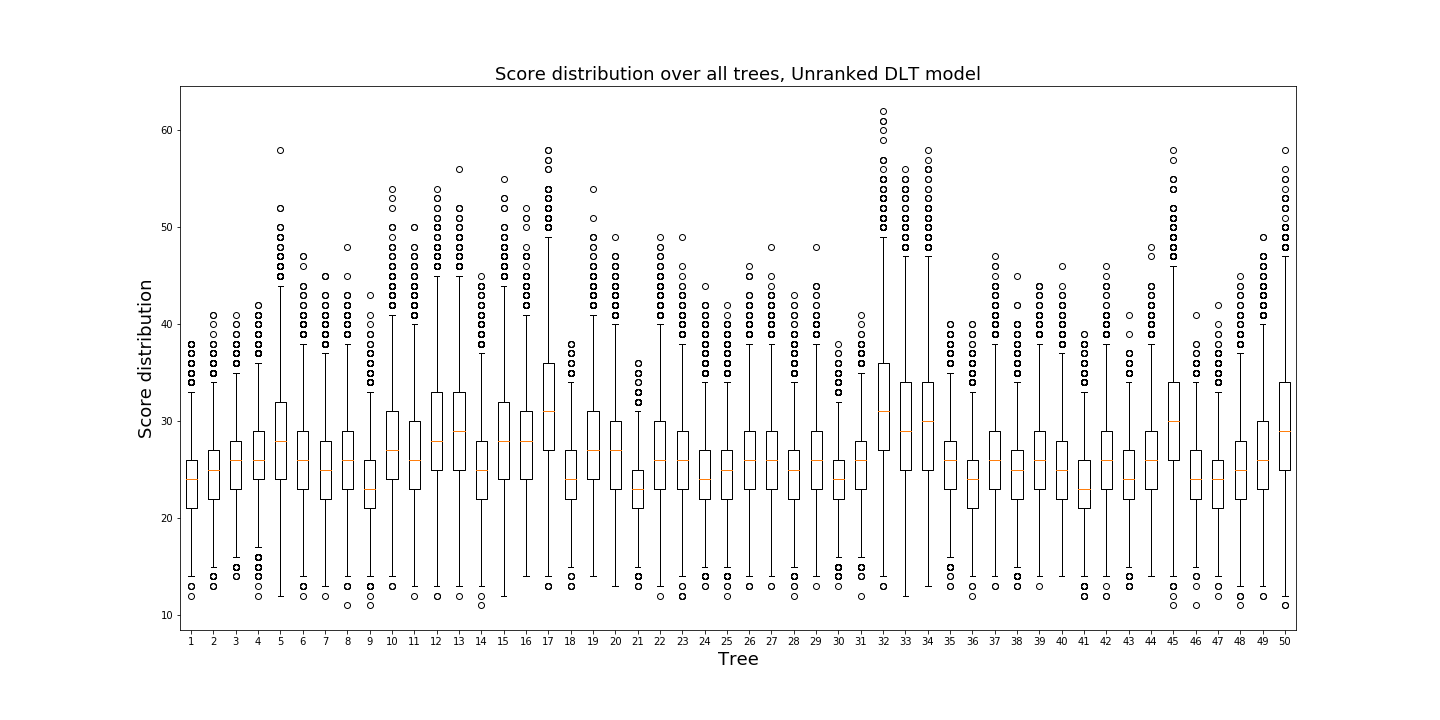 Score distribution over all trees, Unranked DLT model
Score distribution
60
50
40
30
20
10
1 2 3 4 5 6 7 8 9 10 11 12 13 14 15 16 17 18 19 20 21 22 23 24 25 26 27 28 29 30 31 32 33 34 35 36 37 38 39 40 41 42 43 44 45 46 47 48 49 50
Tree